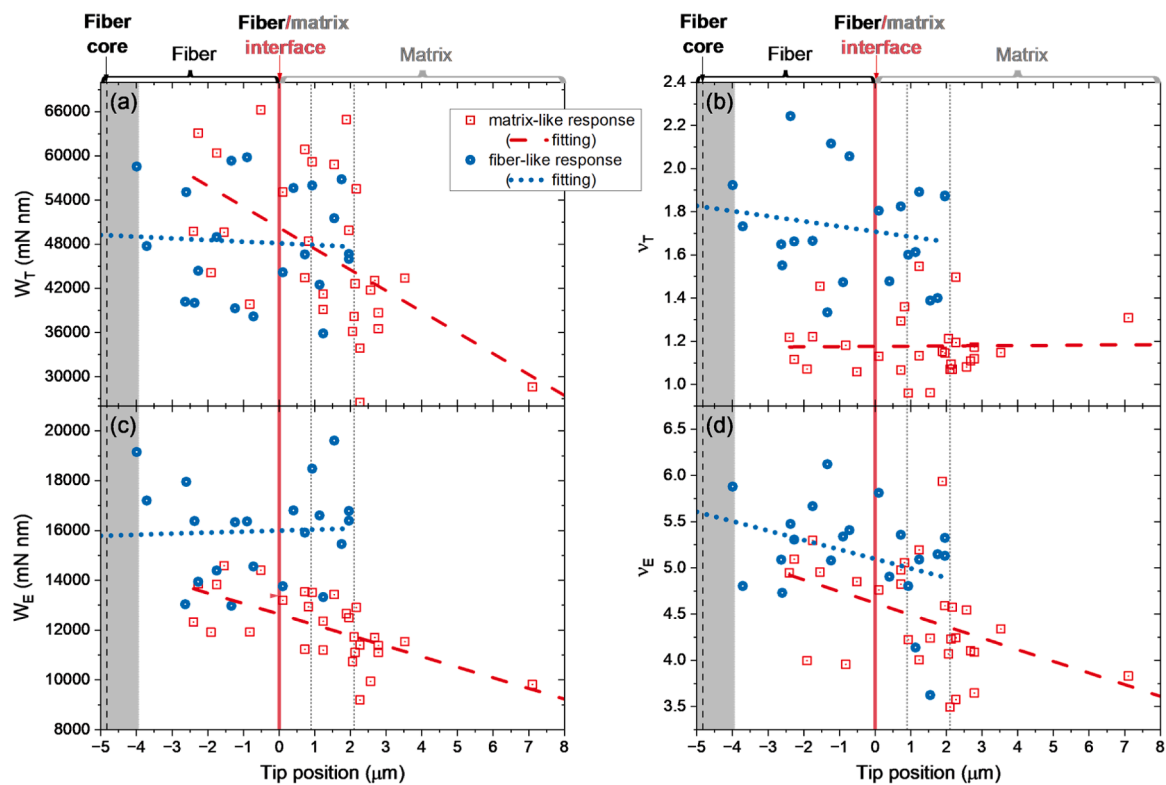 Fiber core
Fiber
Fiber/matrix
interface
Matrix
Fiber core
Fiber
Fiber/matrix
interface
Matrix
(a)
W_T (mN nm)
66000
60000
54000
48000
42000
36000
30000
matrix-like response
( fitting)
fiber-like response
( fitting)
(b)
ν_T
2.4
2.2
2.0
1.8
1.6
1.4
1.2
1.0
(c)
W_E (mN nm)
20000
18000
16000
14000
12000
10000
8000
−5 −4 −3 −2 −1 0 1 2 3 4 5 6 7 8
Tip position (μm)
(d)
ν_E
6.5
6.0
5.5
5.0
4.5
4.0
3.5
−5 −4 −3 −2 −1 0 1 2 3 4 5 6 7 8
Tip position (μm)